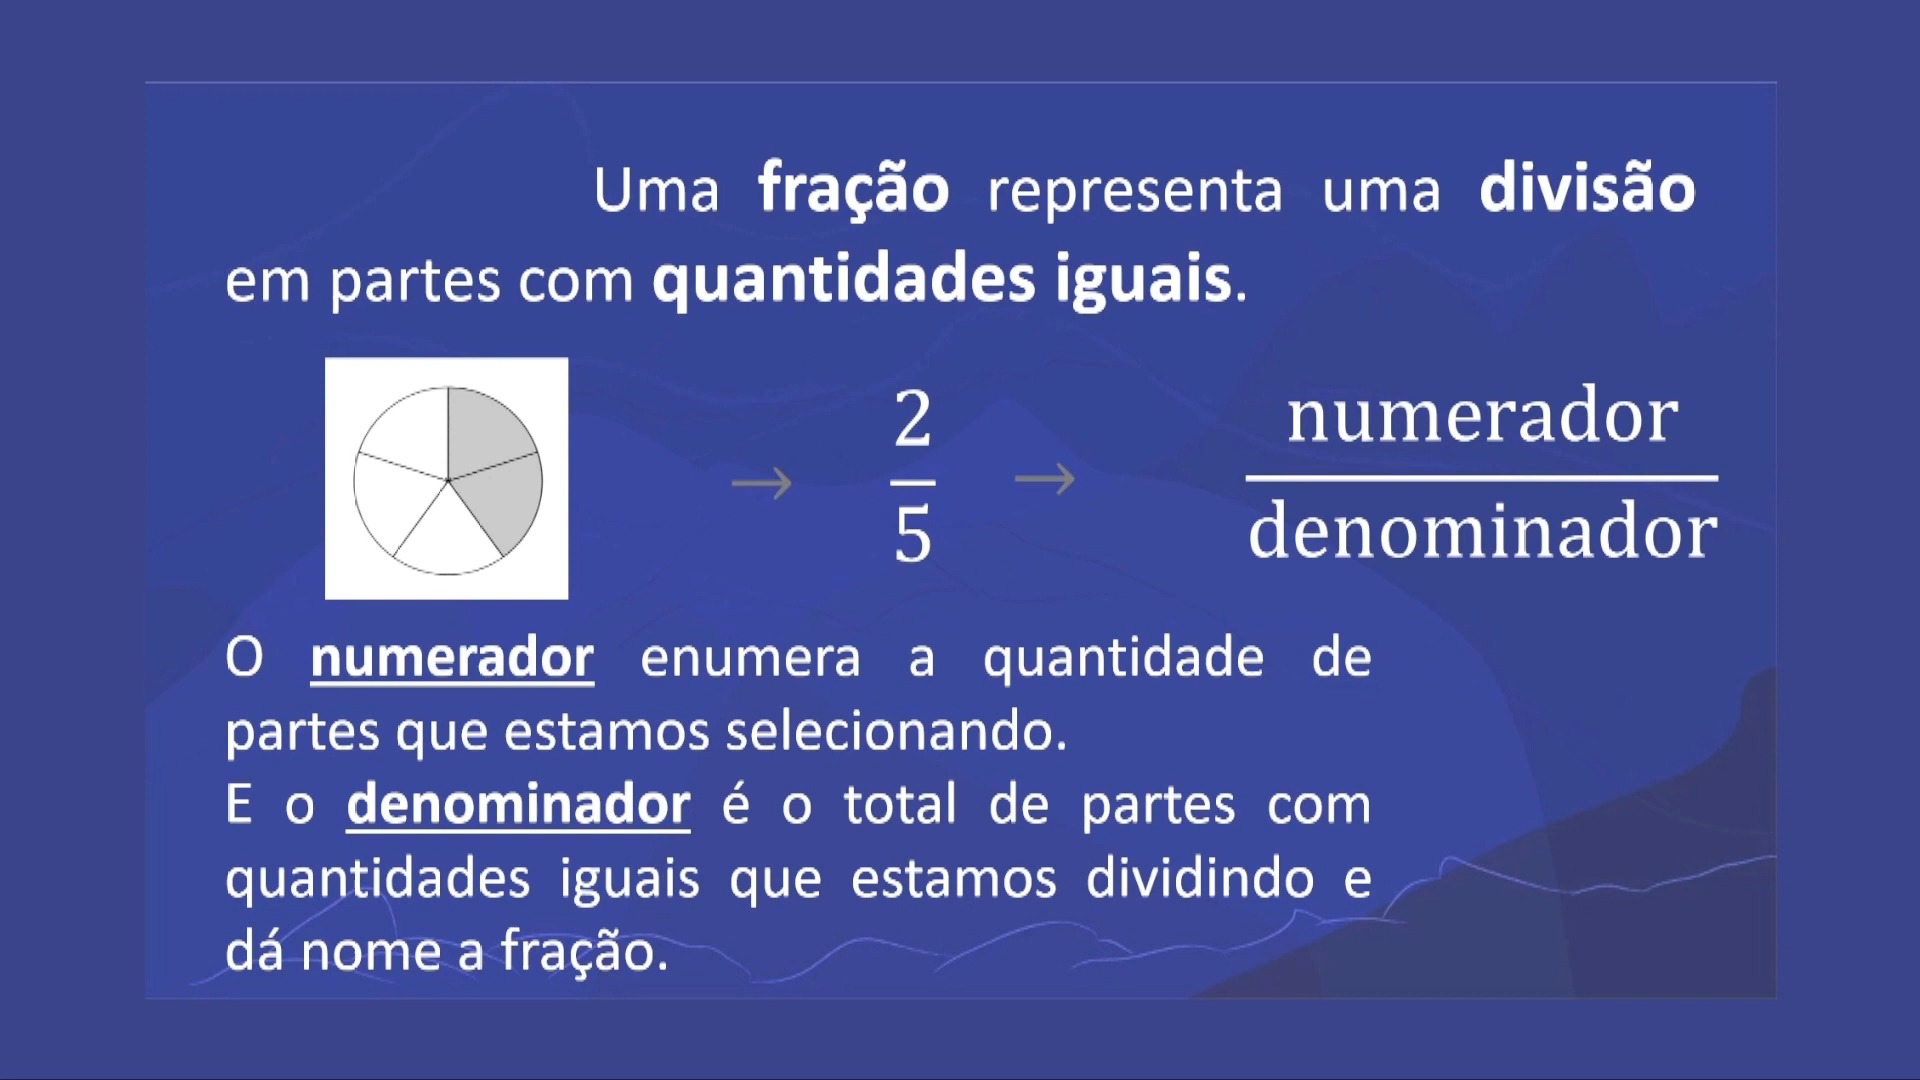 Uma fração representa uma divisão
em partes com quantidades iguais.
→ 2/5 → numerador/denominador
O numerador enumera a quantidade de
partes que estamos selecionando.
E o denominador é o total de partes com
quantidades iguais que estamos dividindo e
dá nome a fração.